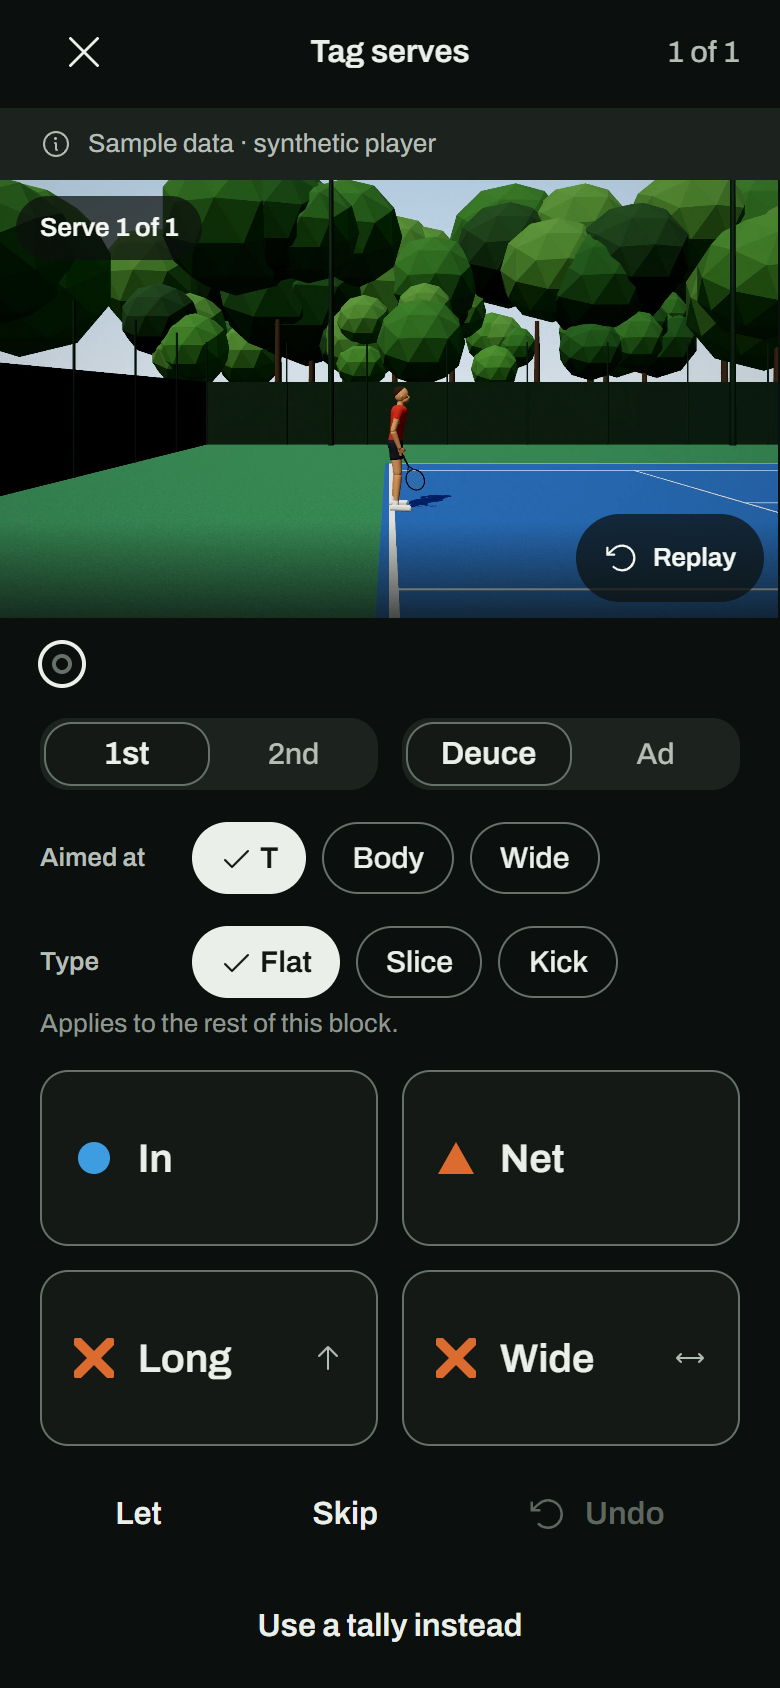 Tag serves
1 of 1
Sample data · synthetic player
Serve 1 of 1
Replay
1st
2nd
Deuce
Ad
Aimed at
T
Body
Wide
Type
Flat
Slice
Kick
Applies to the rest of this block.
In
Net
Long
Wide
Let
Skip
Undo
Use a tally instead